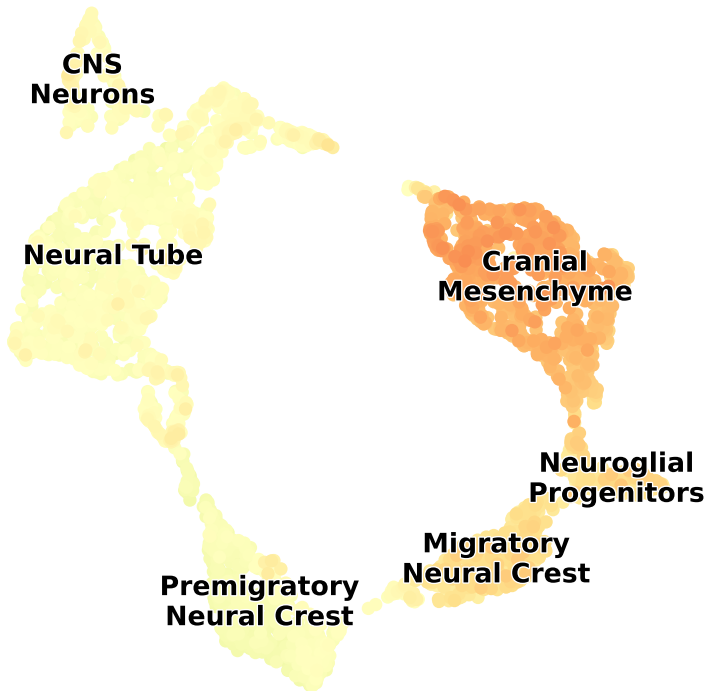 CNS
Neurons
Neural Tube
Cranial
Mesenchyme
Neuroglial
Progenitors
Migratory
Neural Crest
Premigratory
Neural Crest